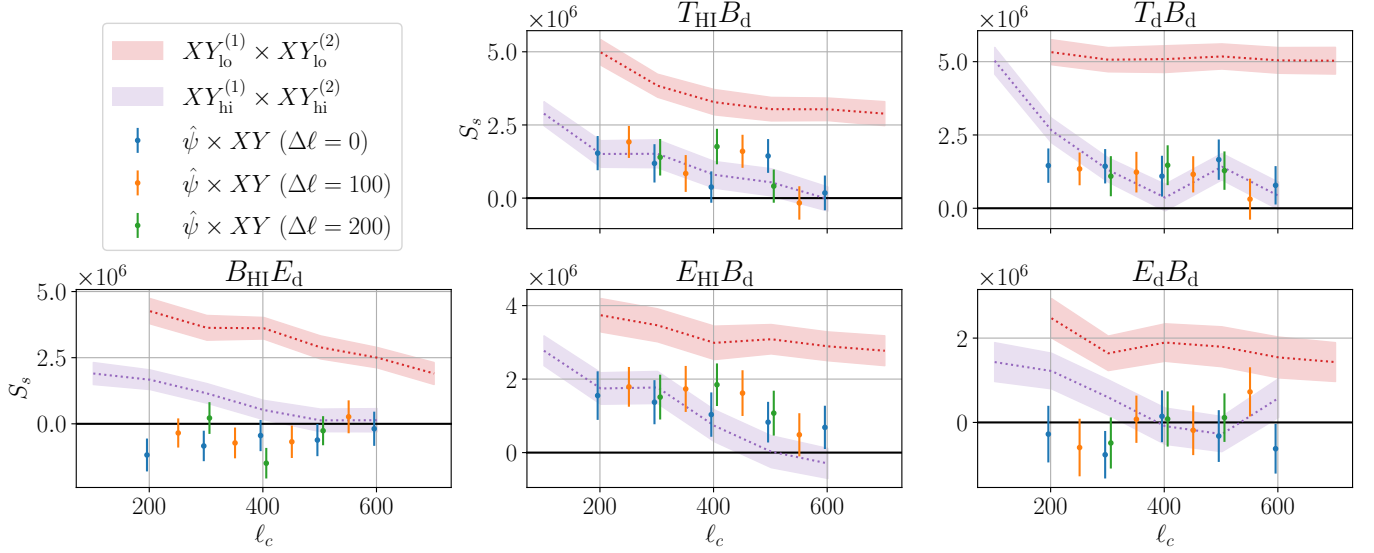 XY_lo^(1) × XY_lo^(2)
XY_hi^(1) × XY_hi^(2)
ψ̂ × XY (Δℓ = 0)
ψ̂ × XY (Δℓ = 100)
ψ̂ × XY (Δℓ = 200)
×10^6 T_HI B_d
5.0
2.5
0.0
S_s
×10^6 T_d B_d
5.0
2.5
0.0
×10^6 B_HI E_d
5.0
2.5
0.0
S_s
200 400 600
ℓ_c
×10^6 E_HI B_d
4
2
0
200 400 600
ℓ_c
×10^6 E_d B_d
2
0
200 400 600
ℓ_c